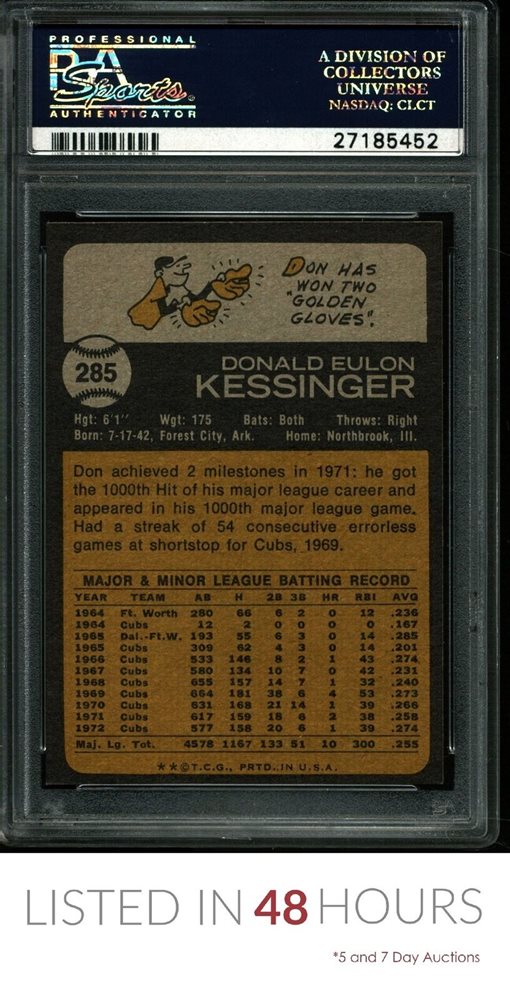 PROFESSIONAL
PSA
Sports
AUTHENTICATOR
A DIVISION OF
COLLECTORS
UNIVERSE
NASDAQ: CLCT
27185452
DON HAS
WON TWO
"GOLDEN
GLOVES".
285
DONALD EULON
KESSINGER
Hgt: 6'1" Wgt: 175 Bats: Both Throws: Right
Born: 7-17-42, Forest City, Ark. Home: Northbrook, Ill.
Don achieved 2 milestones in 1971: he got
the 1000th Hit of his major league career and
appeared in his 1000th major league game.
Had a streak of 54 consecutive errorless
games at shortstop for Cubs, 1969.
MAJOR & MINOR LEAGUE BATTING RECORD
YEAR TEAM AB H 2B 3B HR RBI AVG
1964 Ft. Worth 280 66 6 2 0 12 .236
1964 Cubs 12 2 0 0 0 0 .167
1965 Dal.-Ft.W. 193 55 6 3 0 14 .285
1965 Cubs 309 62 4 3 0 14 .201
1966 Cubs 533 146 8 2 1 43 .274
1967 Cubs 580 134 10 7 0 42 .231
1968 Cubs 655 157 14 7 1 32 .240
1969 Cubs 664 181 38 6 4 53 .273
1970 Cubs 631 168 21 14 1 39 .266
1971 Cubs 617 159 18 6 2 38 .258
1972 Cubs 577 158 20 6 1 39 .274
Maj. Lg. Tot. 4578 1167 133 51 10 300 .255
**©T.C.G., PRTD. IN U.S.A.
LISTED IN 48 HOURS
*5 and 7 Day Auctions